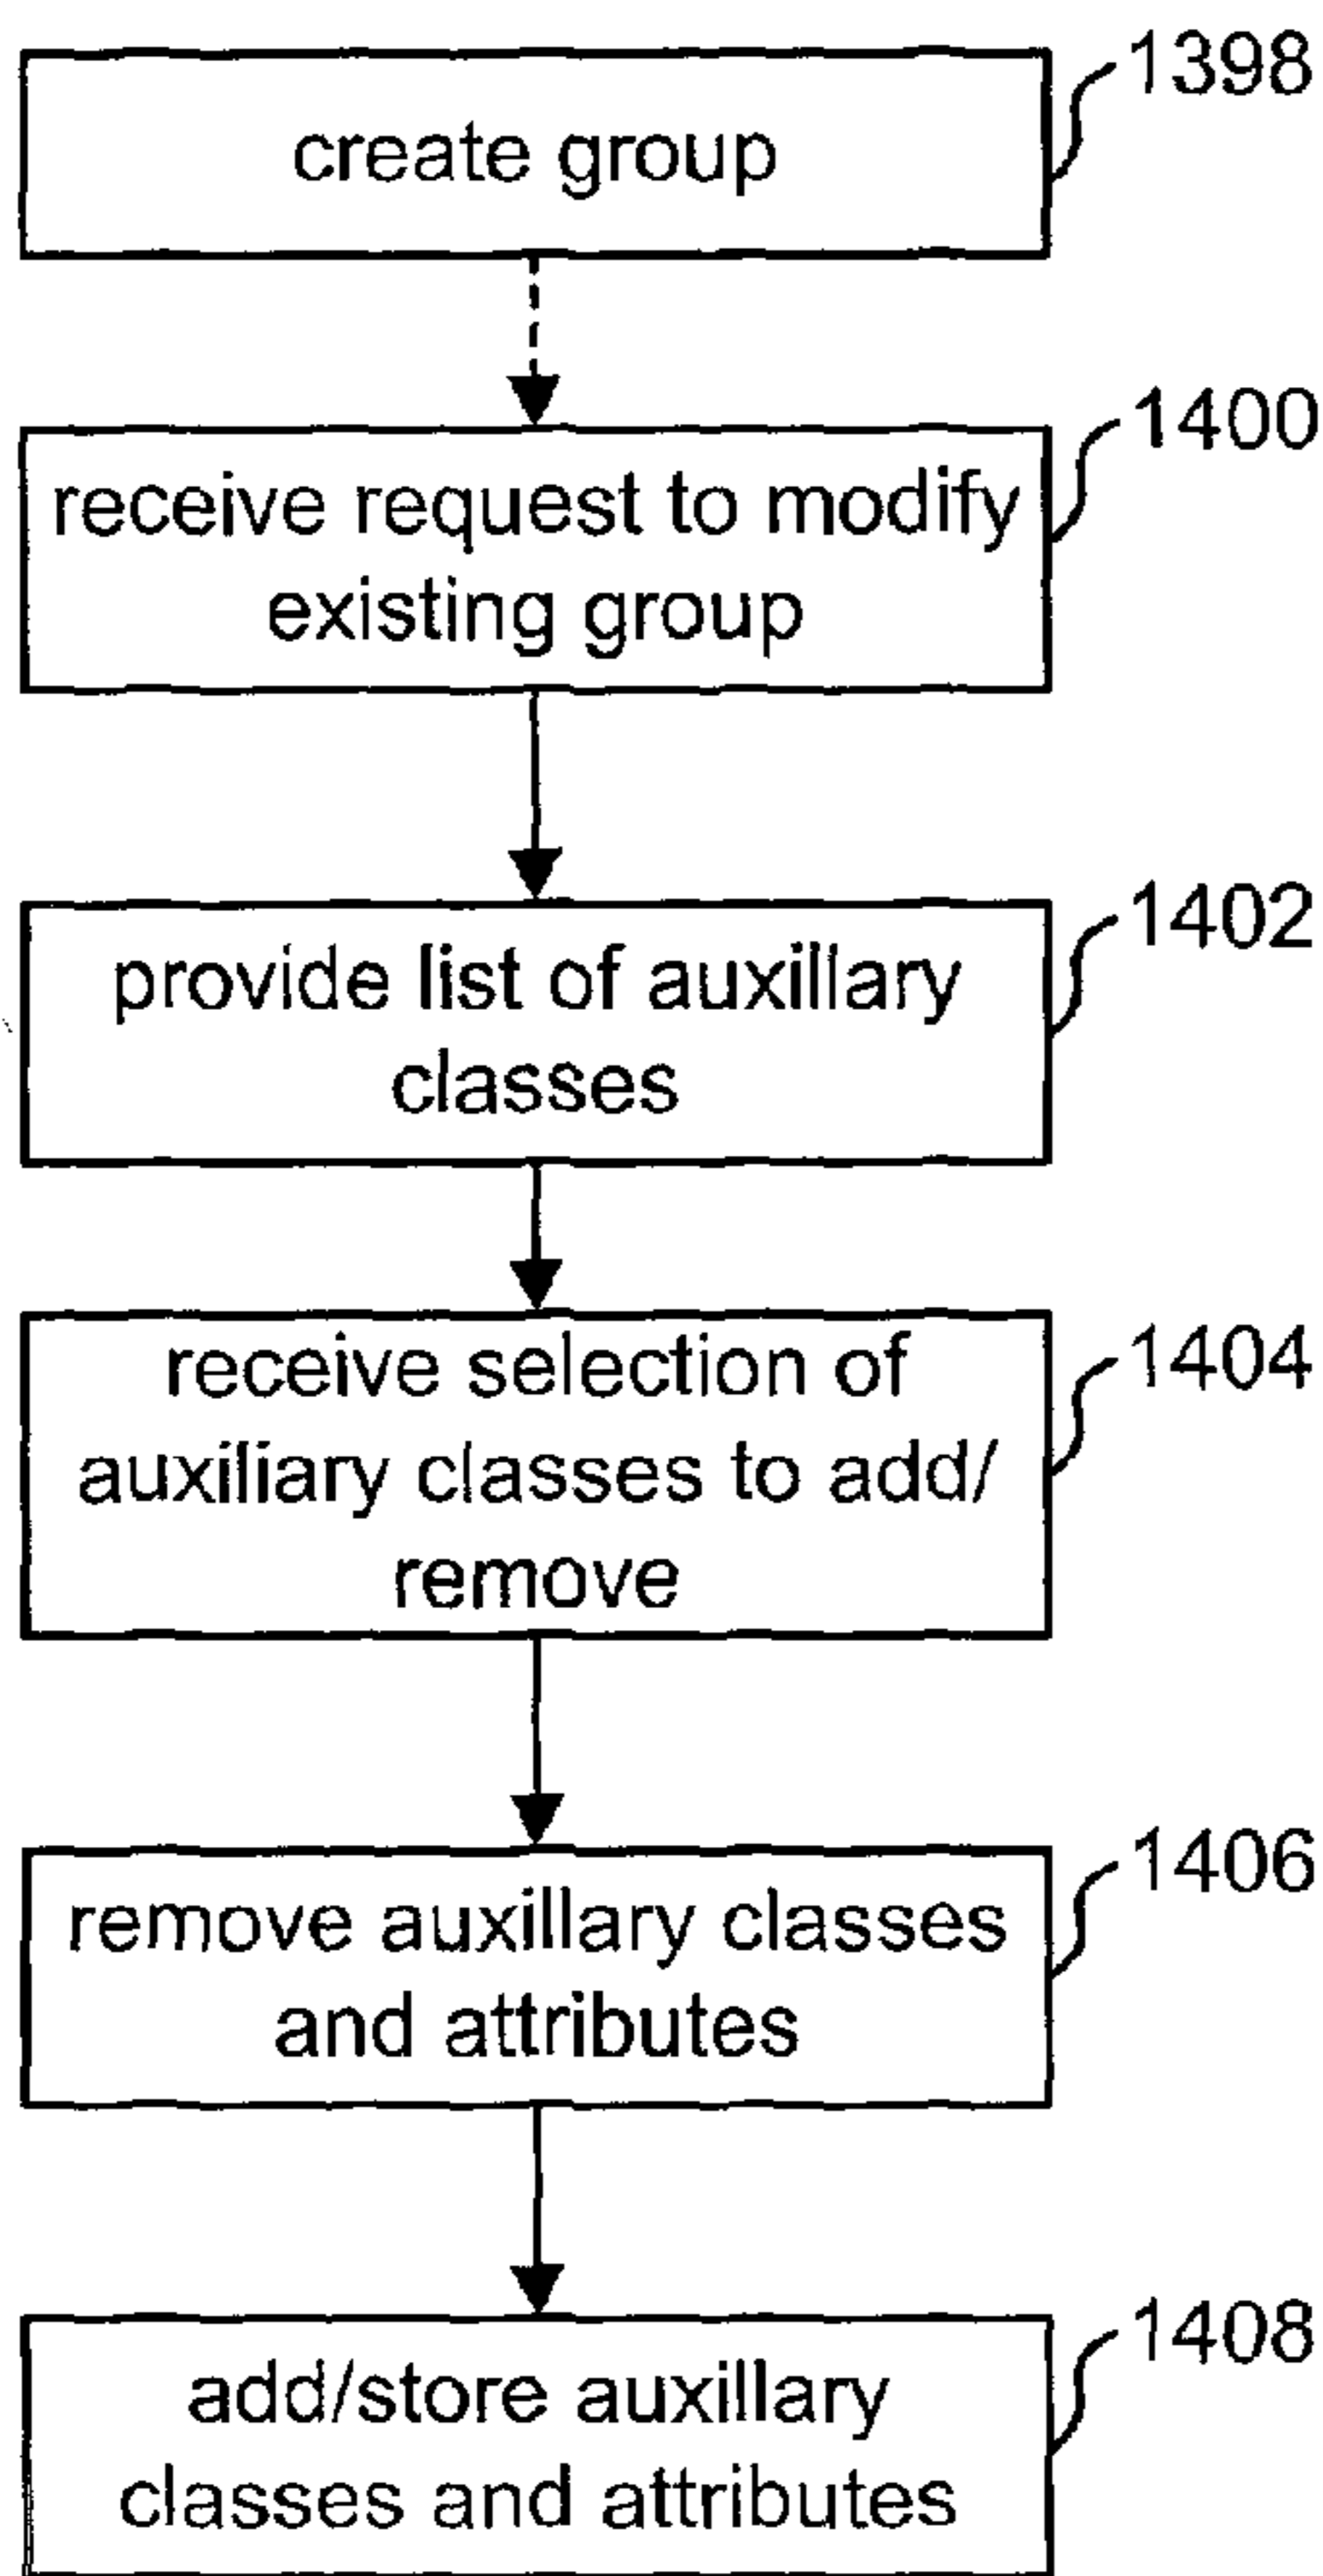 1398
create group
1400
receive request to modify
existing group
1402
provide list of auxillary
classes
1404
receive selection of
auxiliary classes to add/
remove
1406
remove auxillary classes
and attributes
1408
add/store auxillary
classes and attributes